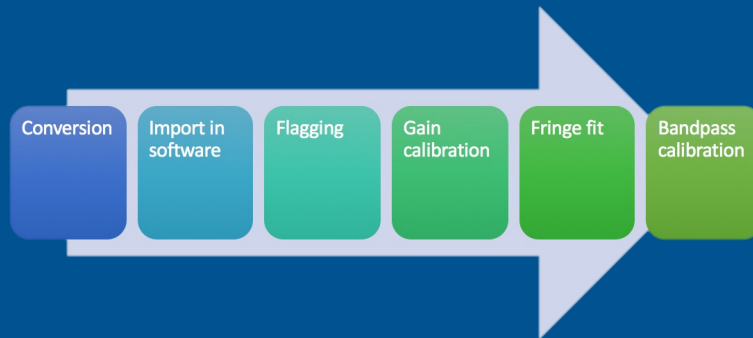 Conversion
Import in
software
Flagging
Gain
calibration
Fringe fit
Bandpass
calibration